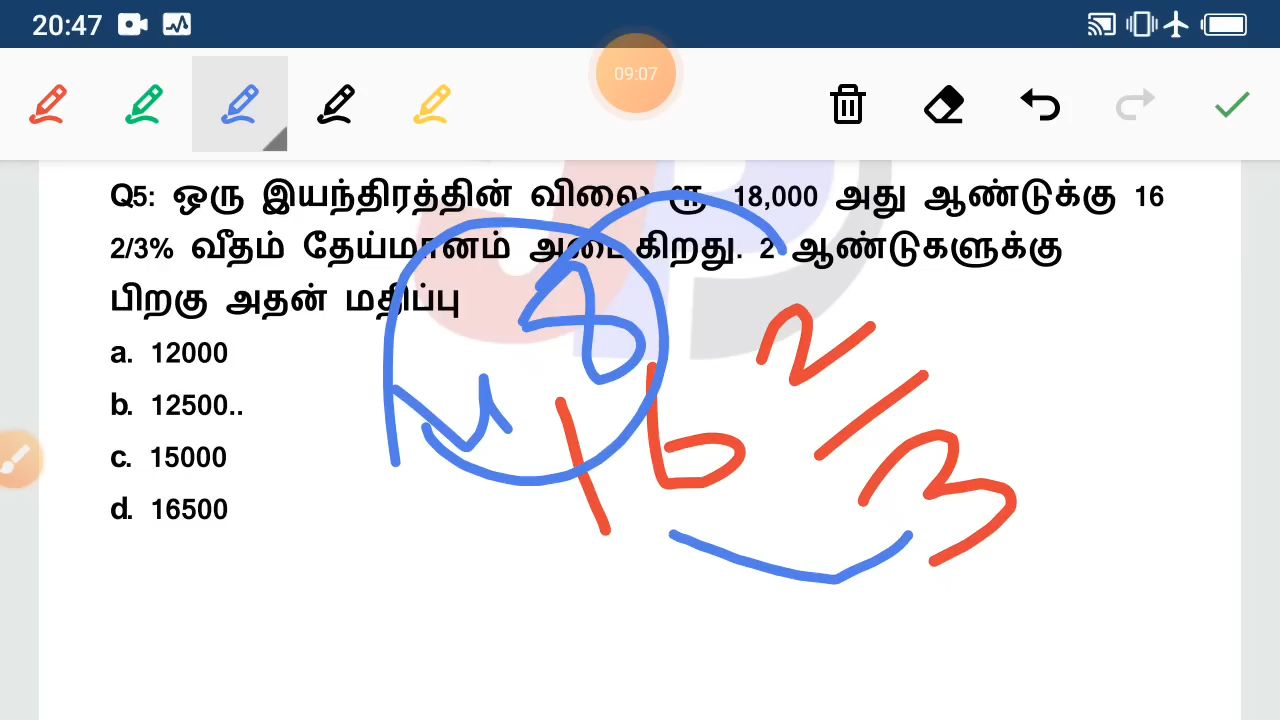 20:47
09:07
Q5: ஒரு இயந்திரத்தின் விலை ரூ 18,000 அது ஆண்டுக்கு 16
2/3% வீதம் தேய்மானம் அடைகிறது. 2 ஆண்டுகளுக்கு
பிறகு அதன் மதிப்பு
a. 12000
b. 12500..
c. 15000
d. 16500
16 2/3